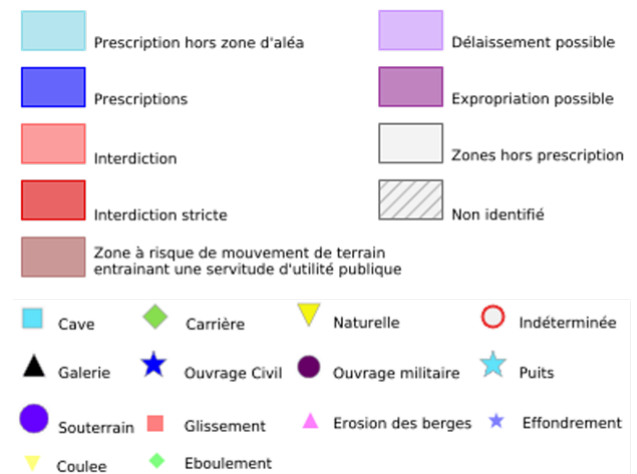 Prescription hors zone d'aléa
Délaissement possible
Prescriptions
Expropriation possible
Interdiction
Zones hors prescription
Interdiction stricte
Non identifié
Zone à risque de mouvement de terrain
entrainant une servitude d'utilité publique
Cave
Carrière
Naturelle
Indéterminée
Galerie
Ouvrage Civil
Ouvrage militaire
Puits
Souterrain
Glissement
Erosion des berges
Effondrement
Coulee
Eboulement